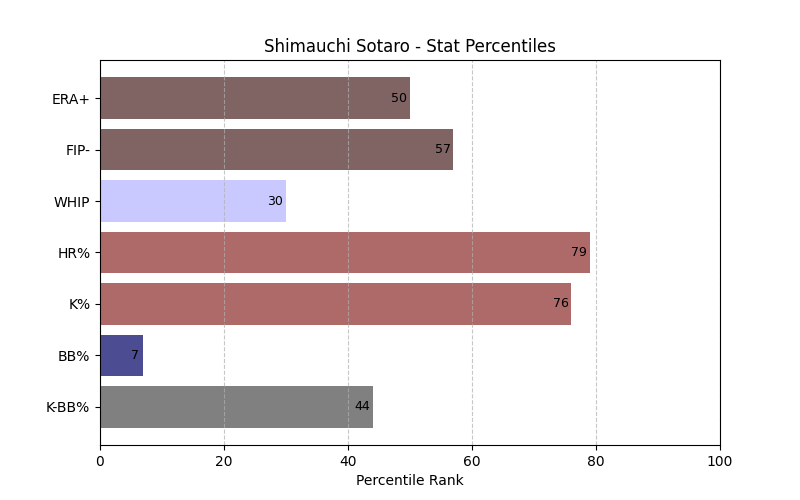 Shimauchi Sotaro - Stat Percentiles
ERA+
50
FIP-
57
WHIP
30
HR%
79
K%
76
BB%
7
K-BB%
44
0 20 40 60 80 100
Percentile Rank